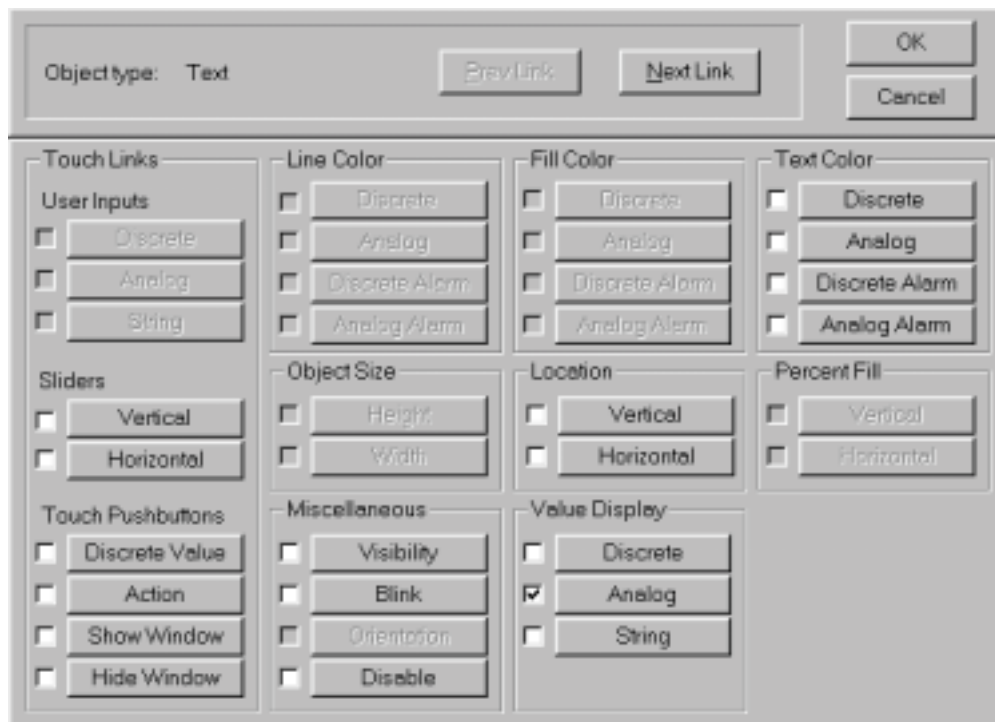 Object type: Text
Prev Link
Next Link
OK
Cancel
Touch Links
User Inputs
Discrete
Analog
String
Sliders
Vertical
Horizontal
Touch Pushbuttons
Discrete Value
Action
Show Window
Hide Window
Line Color
Discrete
Analog
Discrete Alarm
Analog Alarm
Object Size
Height
Width
Miscellaneous
Visibility
Blink
Orientation
Disable
Fill Color
Discrete
Analog
Discrete Alarm
Analog Alarm
Location
Vertical
Horizontal
Value Display
Discrete
Analog
String
Text Color
Discrete
Analog
Discrete Alarm
Analog Alarm
Percent Fill
Vertical
Horizontal